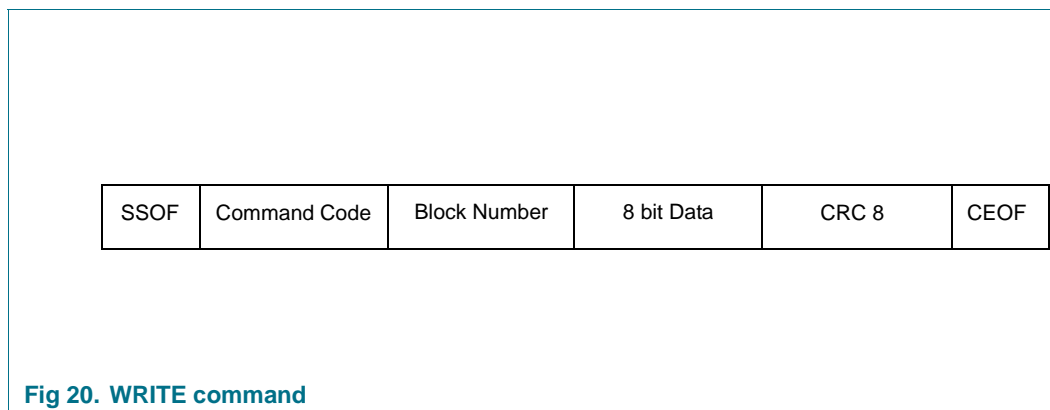 SSOF Command Code Block Number 8 bit Data CRC 8 CEOF
Fig 20. WRITE command